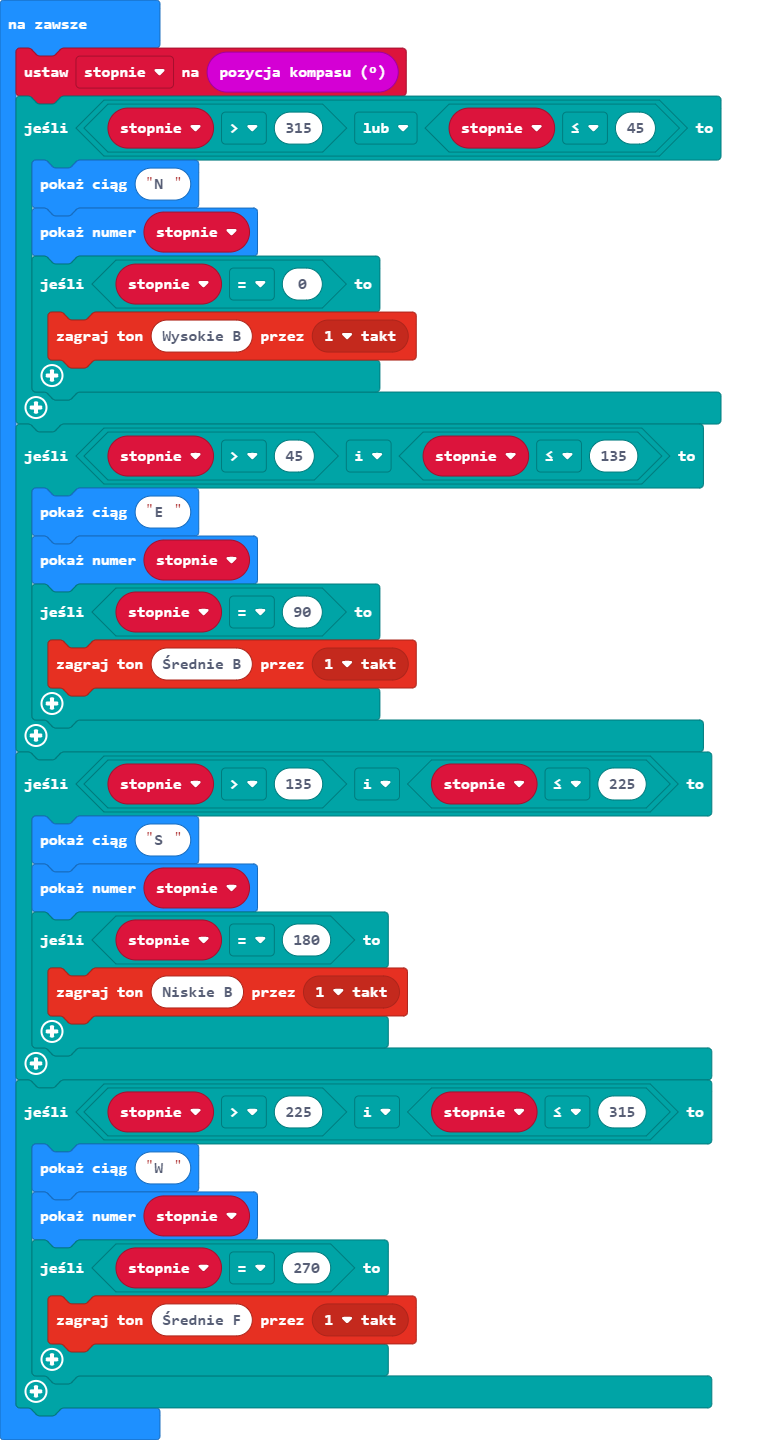 na zawsze
ustaw stopnie na pozycja kompasu (º)
jeśli stopnie > 315 lub stopnie ≤ 45 to
pokaż ciąg "N "
pokaż numer stopnie
jeśli stopnie = 0 to
zagraj ton Wysokie B przez 1 takt
jeśli stopnie > 45 i stopnie ≤ 135 to
pokaż ciąg "E "
pokaż numer stopnie
jeśli stopnie = 90 to
zagraj ton Średnie B przez 1 takt
jeśli stopnie > 135 i stopnie ≤ 225 to
pokaż ciąg "S "
pokaż numer stopnie
jeśli stopnie = 180 to
zagraj ton Niskie B przez 1 takt
jeśli stopnie > 225 i stopnie ≤ 315 to
pokaż ciąg "W "
pokaż numer stopnie
jeśli stopnie = 270 to
zagraj ton Średnie F przez 1 takt